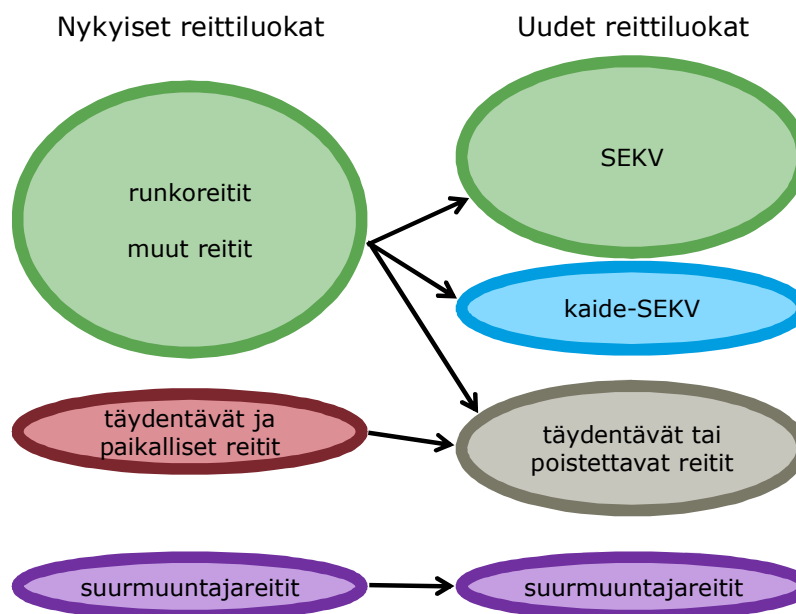 Nykyiset reittiluokat
Uudet reittiluokat
runkoreitit
muut reitit
SEKV
kaide-SEKV
täydentävät ja
paikalliset reitit
täydentävät tai
poistettavat reitit
suurmuuntajareitit
suurmuuntajareitit